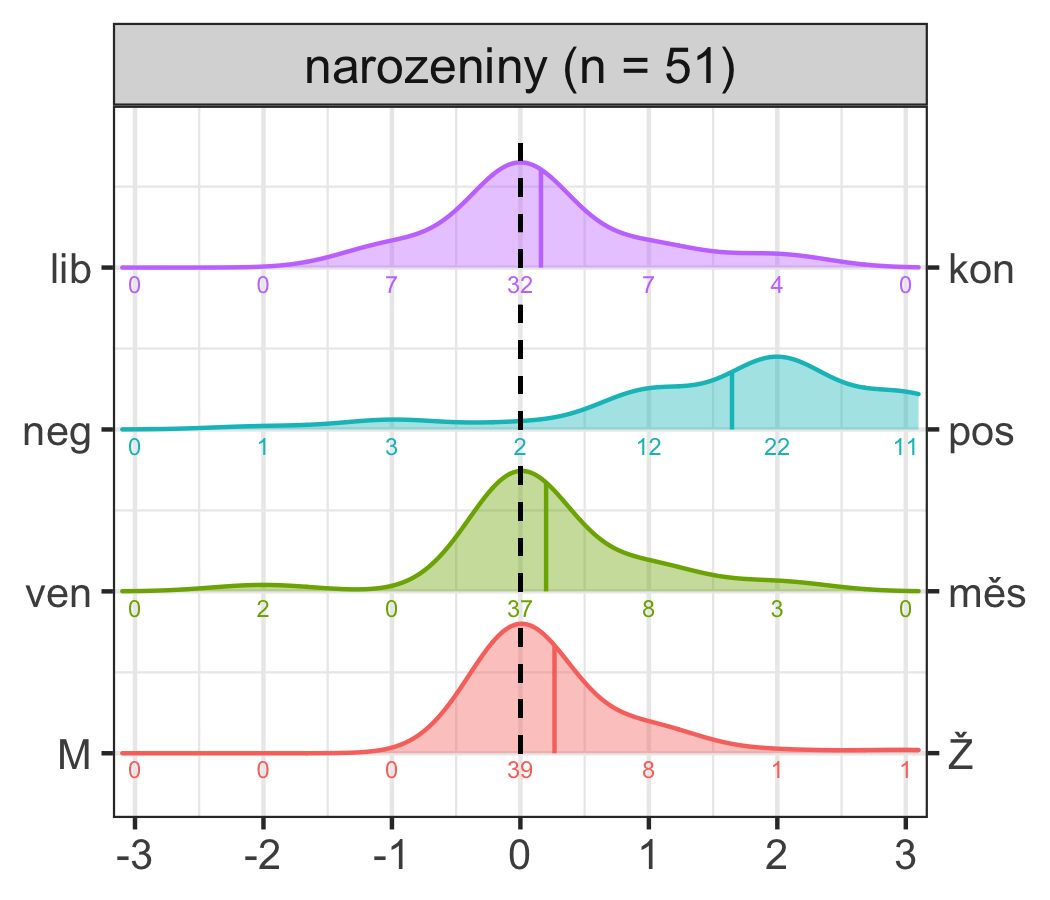 narozeniny (n = 51)
lib kon
0 0 7 32 7 4 0
neg pos
0 1 3 2 12 22 11
ven měs
0 2 0 37 8 3 0
M Ž
0 0 0 39 8 1 1
-3 -2 -1 0 1 2 3